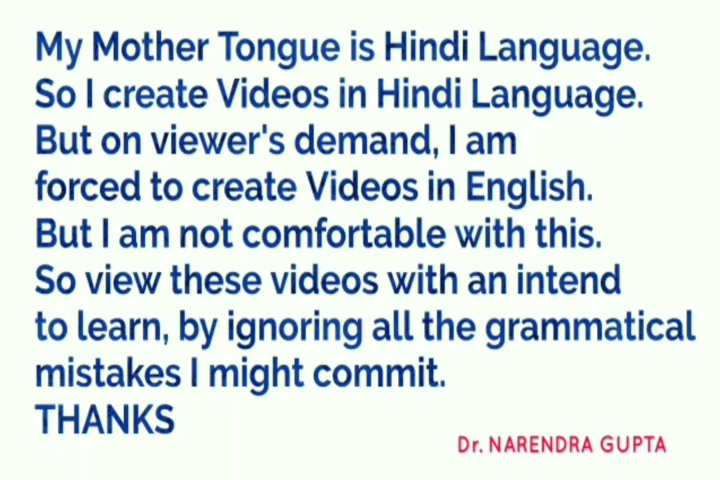 My Mother Tongue is Hindi Language.
So I create Videos in Hindi Language.
But on viewer's demand, I am
forced to create Videos in English.
But I am not comfortable with this.
So view these videos with an intend
to learn, by ignoring all the grammatical
mistakes I might commit.
THANKS
Dr. NARENDRA GUPTA